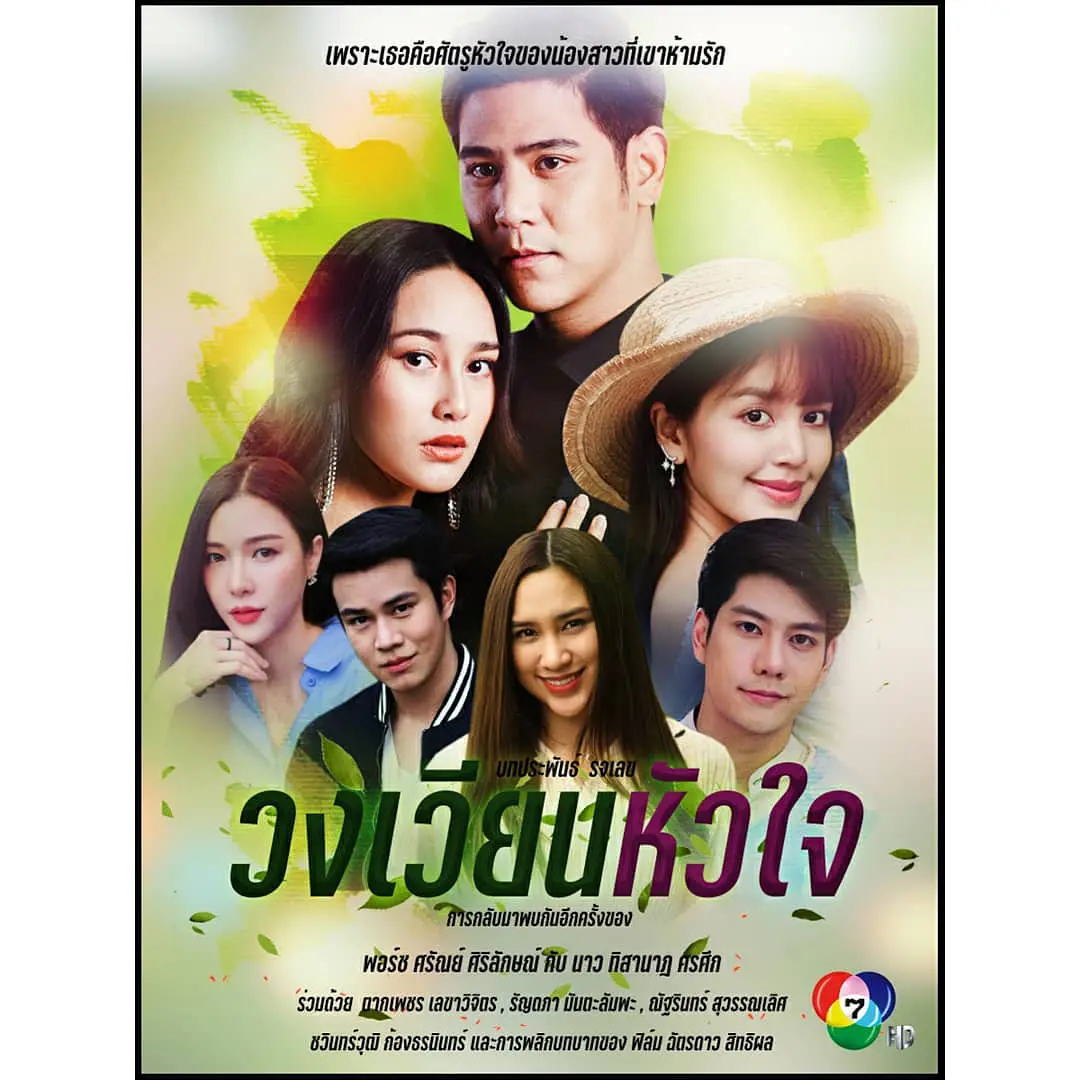 เพราะเธอคือศัตรูหัวใจของน้องสาวที่เขาห้ามรัก
บทประพันธ์ รจเลข
วงเวียนหัวใจ
การกลับมาพบกันอีกครั้งของ
พอร์ช ศรัณย์ ศิริลักษณ์ กับ นาว ทิสานาฏ ศรศึก
ร่วมด้วย ตากเพชร เลขาวิจิตร , รัญดภา มันตะลัมพะ , ณัฐรินทร์ สุวรรณเลิศ
ชวินทร์วุฒิ ก้องธรนินทร์ และการพลิกบทบาทของ ฟิล์ม ฉัตรดาว สิทธิผล
7
HD